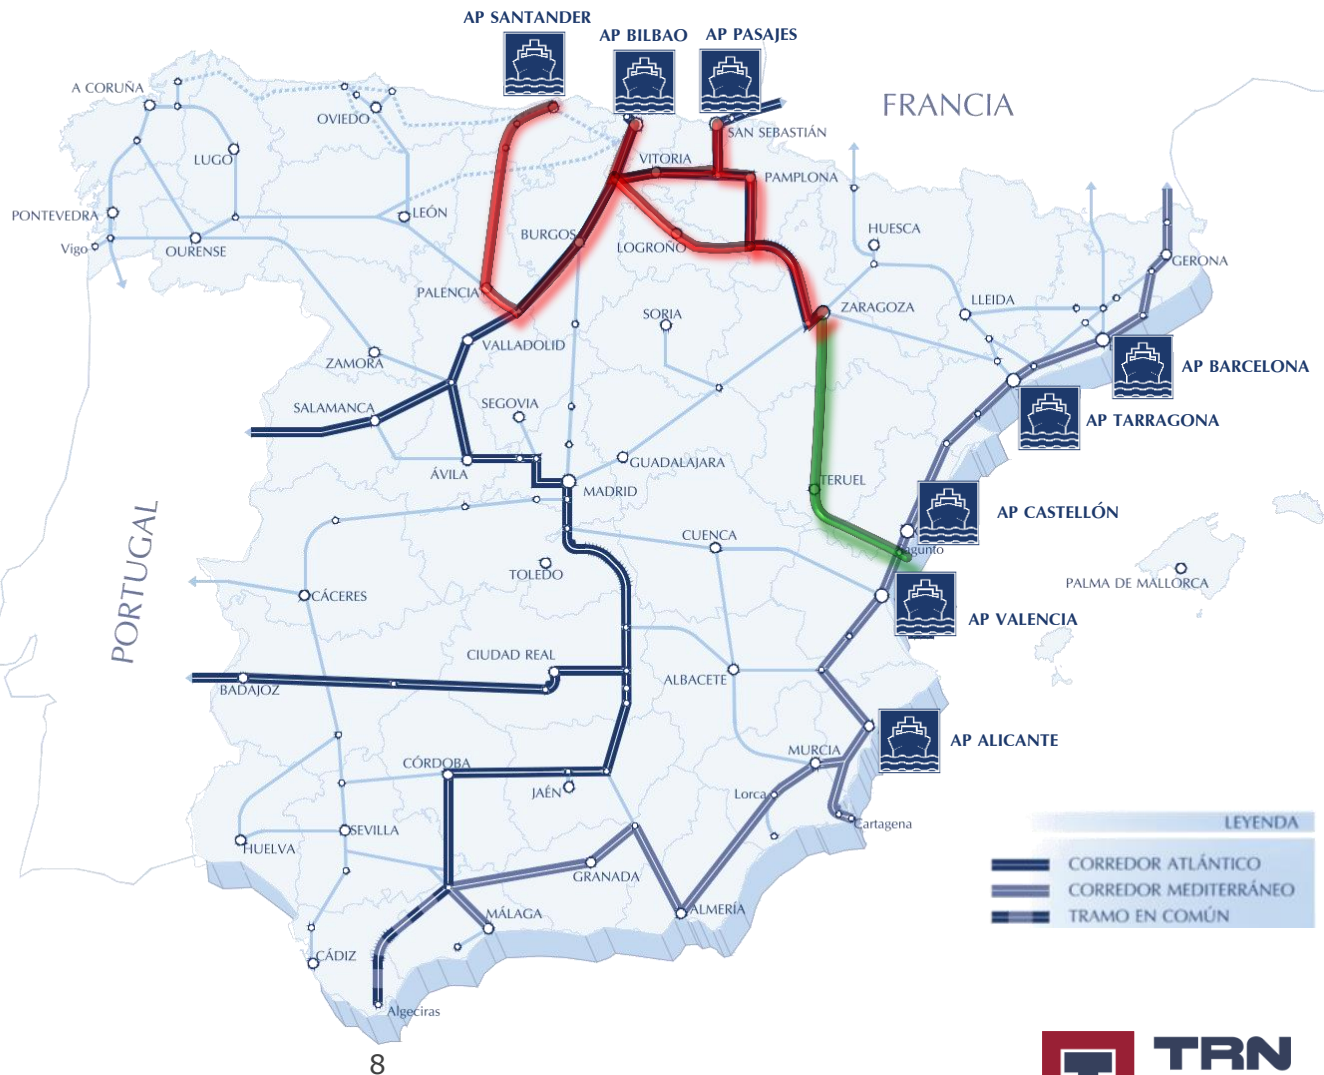 AP SANTANDER
AP BILBAO
AP PASAJES
A CORUÑA
OVIEDO
FRANCIA
SAN SEBASTIÁN
LUGO
VITORIA
PAMPLONA
PONTEVEDRA
LEÓN
Vigo
OURENSE
BURGOS
LOGROÑO
HUESCA
GERONA
PALENCIA
SORIA
ZARAGOZA
LLEIDA
VALLADOLID
ZAMORA
AP BARCELONA
SALAMANCA
SEGOVIA
AP TARRAGONA
ÁVILA
GUADALAJARA
MADRID
TERUEL
AP CASTELLÓN
CUENCA
agunto
PORTUGAL
TOLEDO
PALMA DE MALLORCA
CÁCERES
AP VALENCIA
CIUDAD REAL
BADAJOZ
ALBACETE
AP ALICANTE
MURCIA
CÓRDOBA
JAÉN
Lorca
Cartagena
LEYENDA
SEVILLA
HUELVA
CORREDOR ATLÁNTICO
GRANADA
CORREDOR MEDITERRÁNEO
ALMERÍA
MÁLAGA
TRAMO EN COMÚN
CÁDIZ
Algeciras
TRN
8